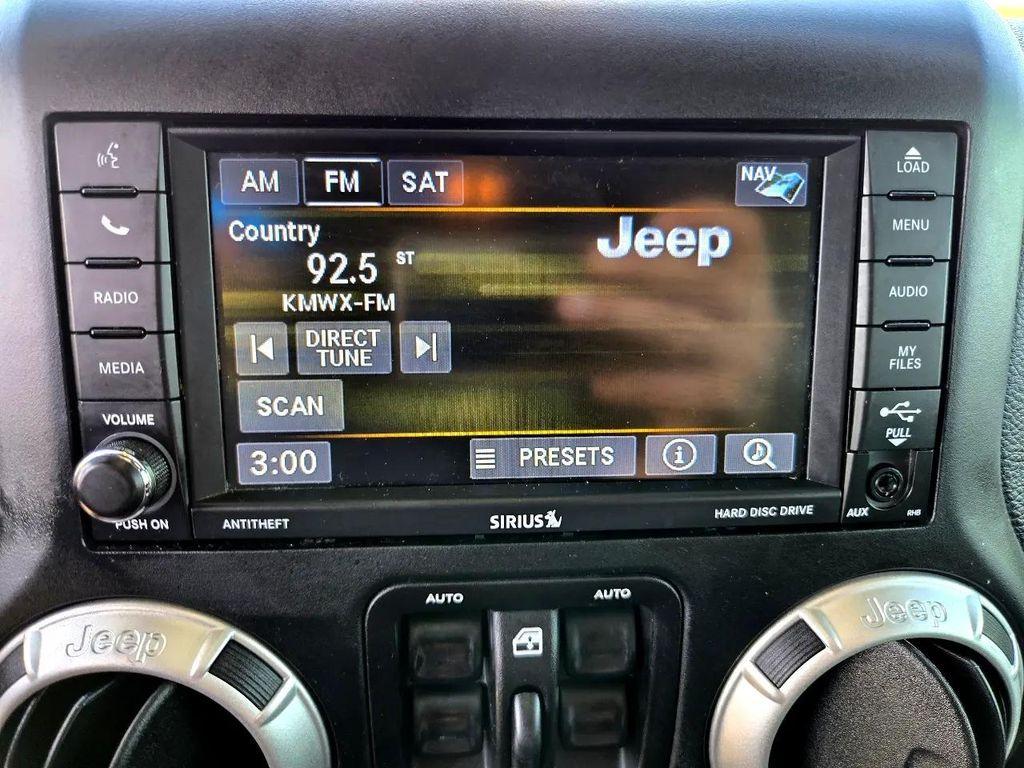 AM
FM
SAT
NAV
Country
92.5 ST
KMWX-FM
Jeep
DIRECT
TUNE
SCAN
3:00
PRESETS
RADIO
MEDIA
VOLUME
PUSH ON
LOAD
MENU
AUDIO
MY
FILES
PULL
AUX
RHB
ANTITHEFT
SIRIUS
HARD DISC DRIVE
AUTO
AUTO
Jeep
Jeep